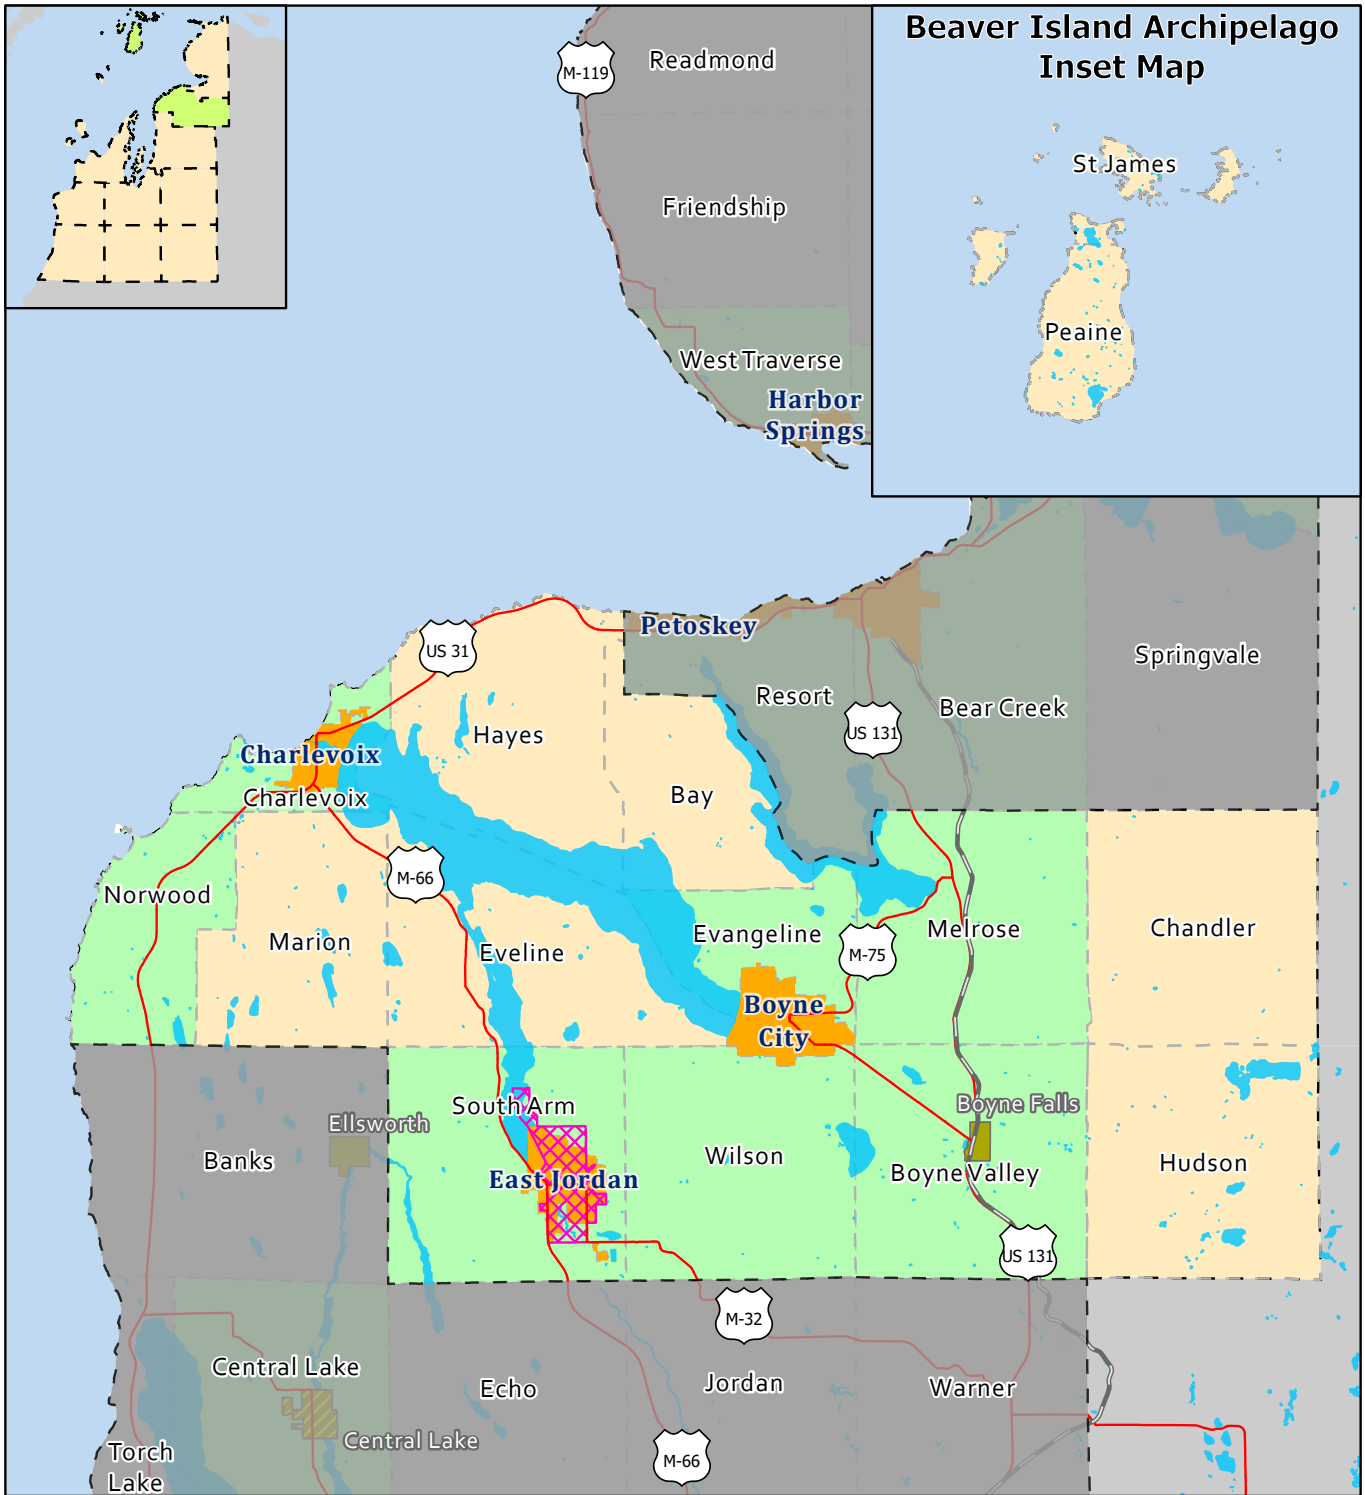 Beaver Island Archipelago
Inset Map
M-119
Readmond
St James
Friendship
Peaine
West Traverse
Harbor
Springs
Petoskey
US 31
Springvale
Resort
Bear Creek
US 131
Hayes
Charlevoix
Bay
Charlevoix
M-66
Norwood
Chandler
Melrose
Evangeline
Marion
Eveline
M-75
Boyne
City
Boyne Falls
South Arm
Ellsworth
Wilson
Banks
Hudson
Boyne Valley
East Jordan
US 131
M-32
Central Lake
Jordan
Echo
Warner
Central Lake
Torch
Lake
M-66